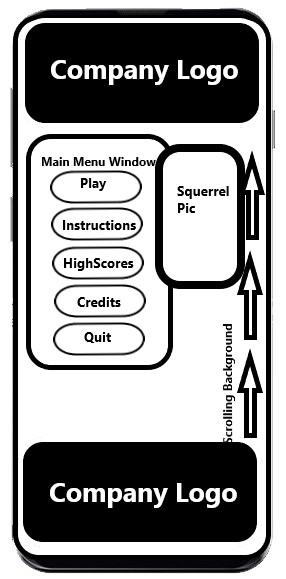 Company Logo
Main Menu Window
Play
Instructions
HighScores
Credits
Quit
Squerrel
Pic
Scrolling Background
Company Logo